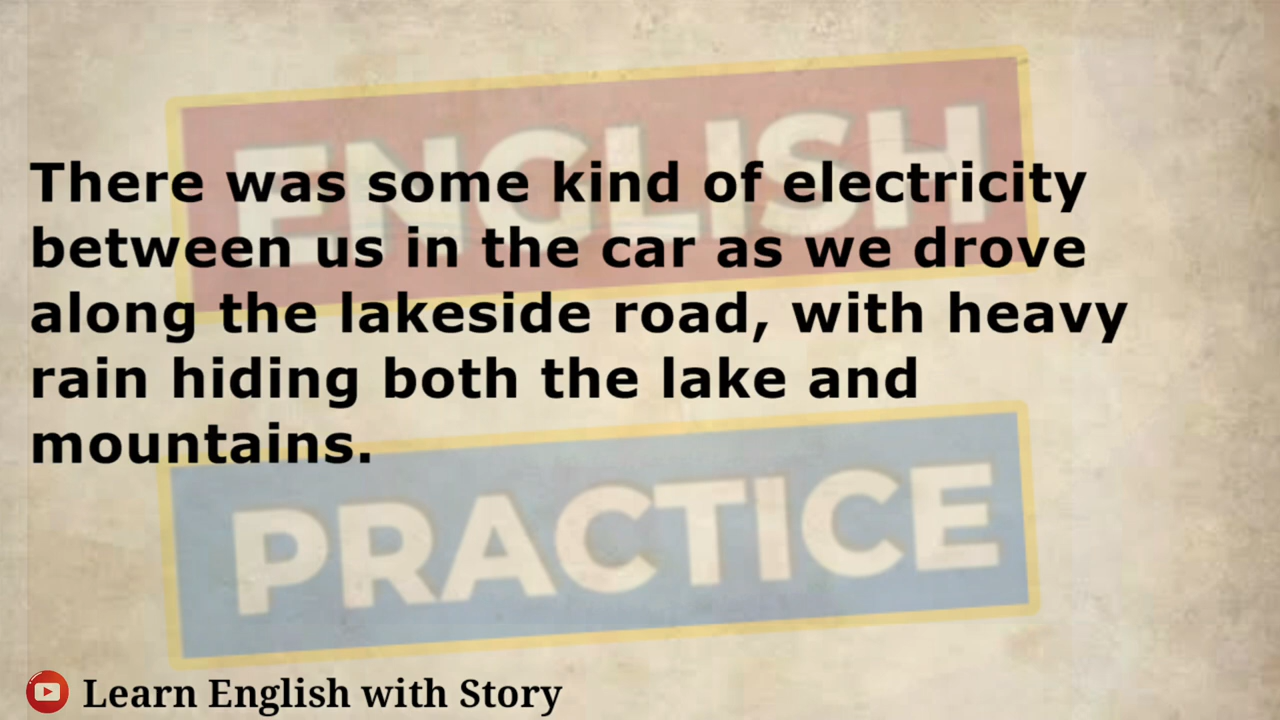 ENGLISH
There was some kind of electricity
between us in the car as we drove
along the lakeside road, with heavy
rain hiding both the lake and
mountains.
PRACTICE
Learn English with Story